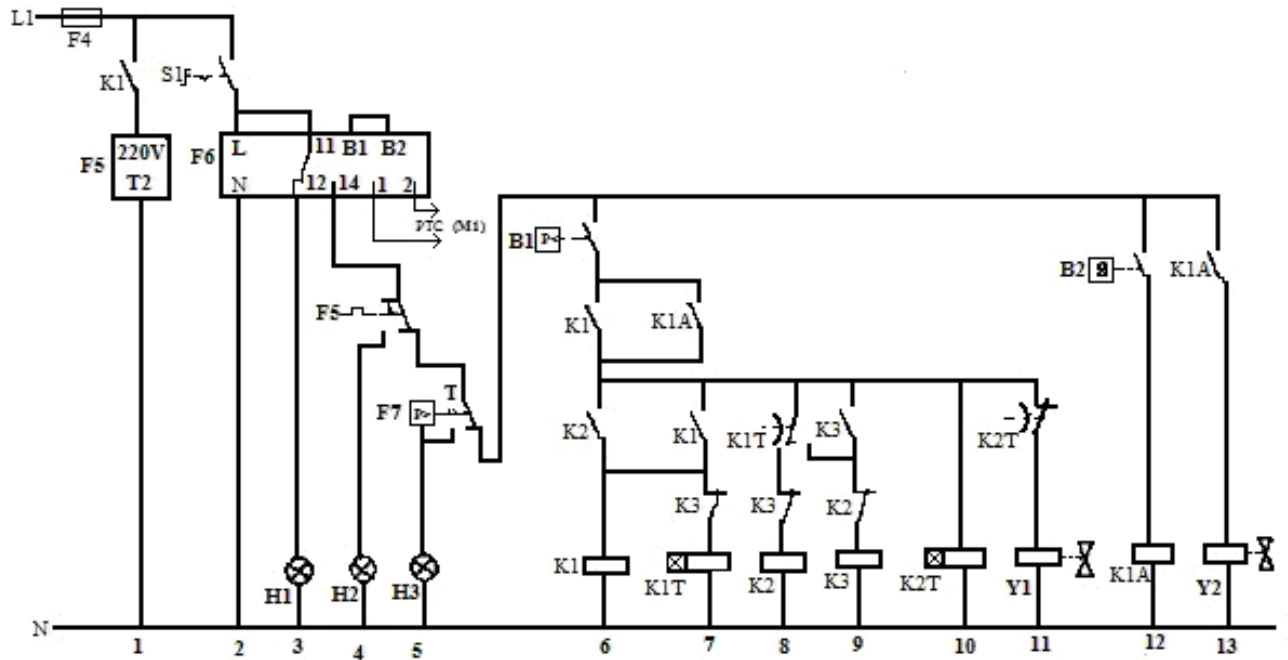 L1
F4
K1
S1
F5
220V
T2
F6
L
11 B1 B2
N
12 14 1 2
PTC (M1)
B1 P<
B2
K1A
F5
K1
K1A
F7 P>
T
K2
K1
K1T
K3
K2T
K3
K3
K2
H1
H2
H3
K1
K1T
K2
K3
K2T
Y1
K1A
Y2
N
1 2 3 4 5 6 7 8 9 10 11 12 13